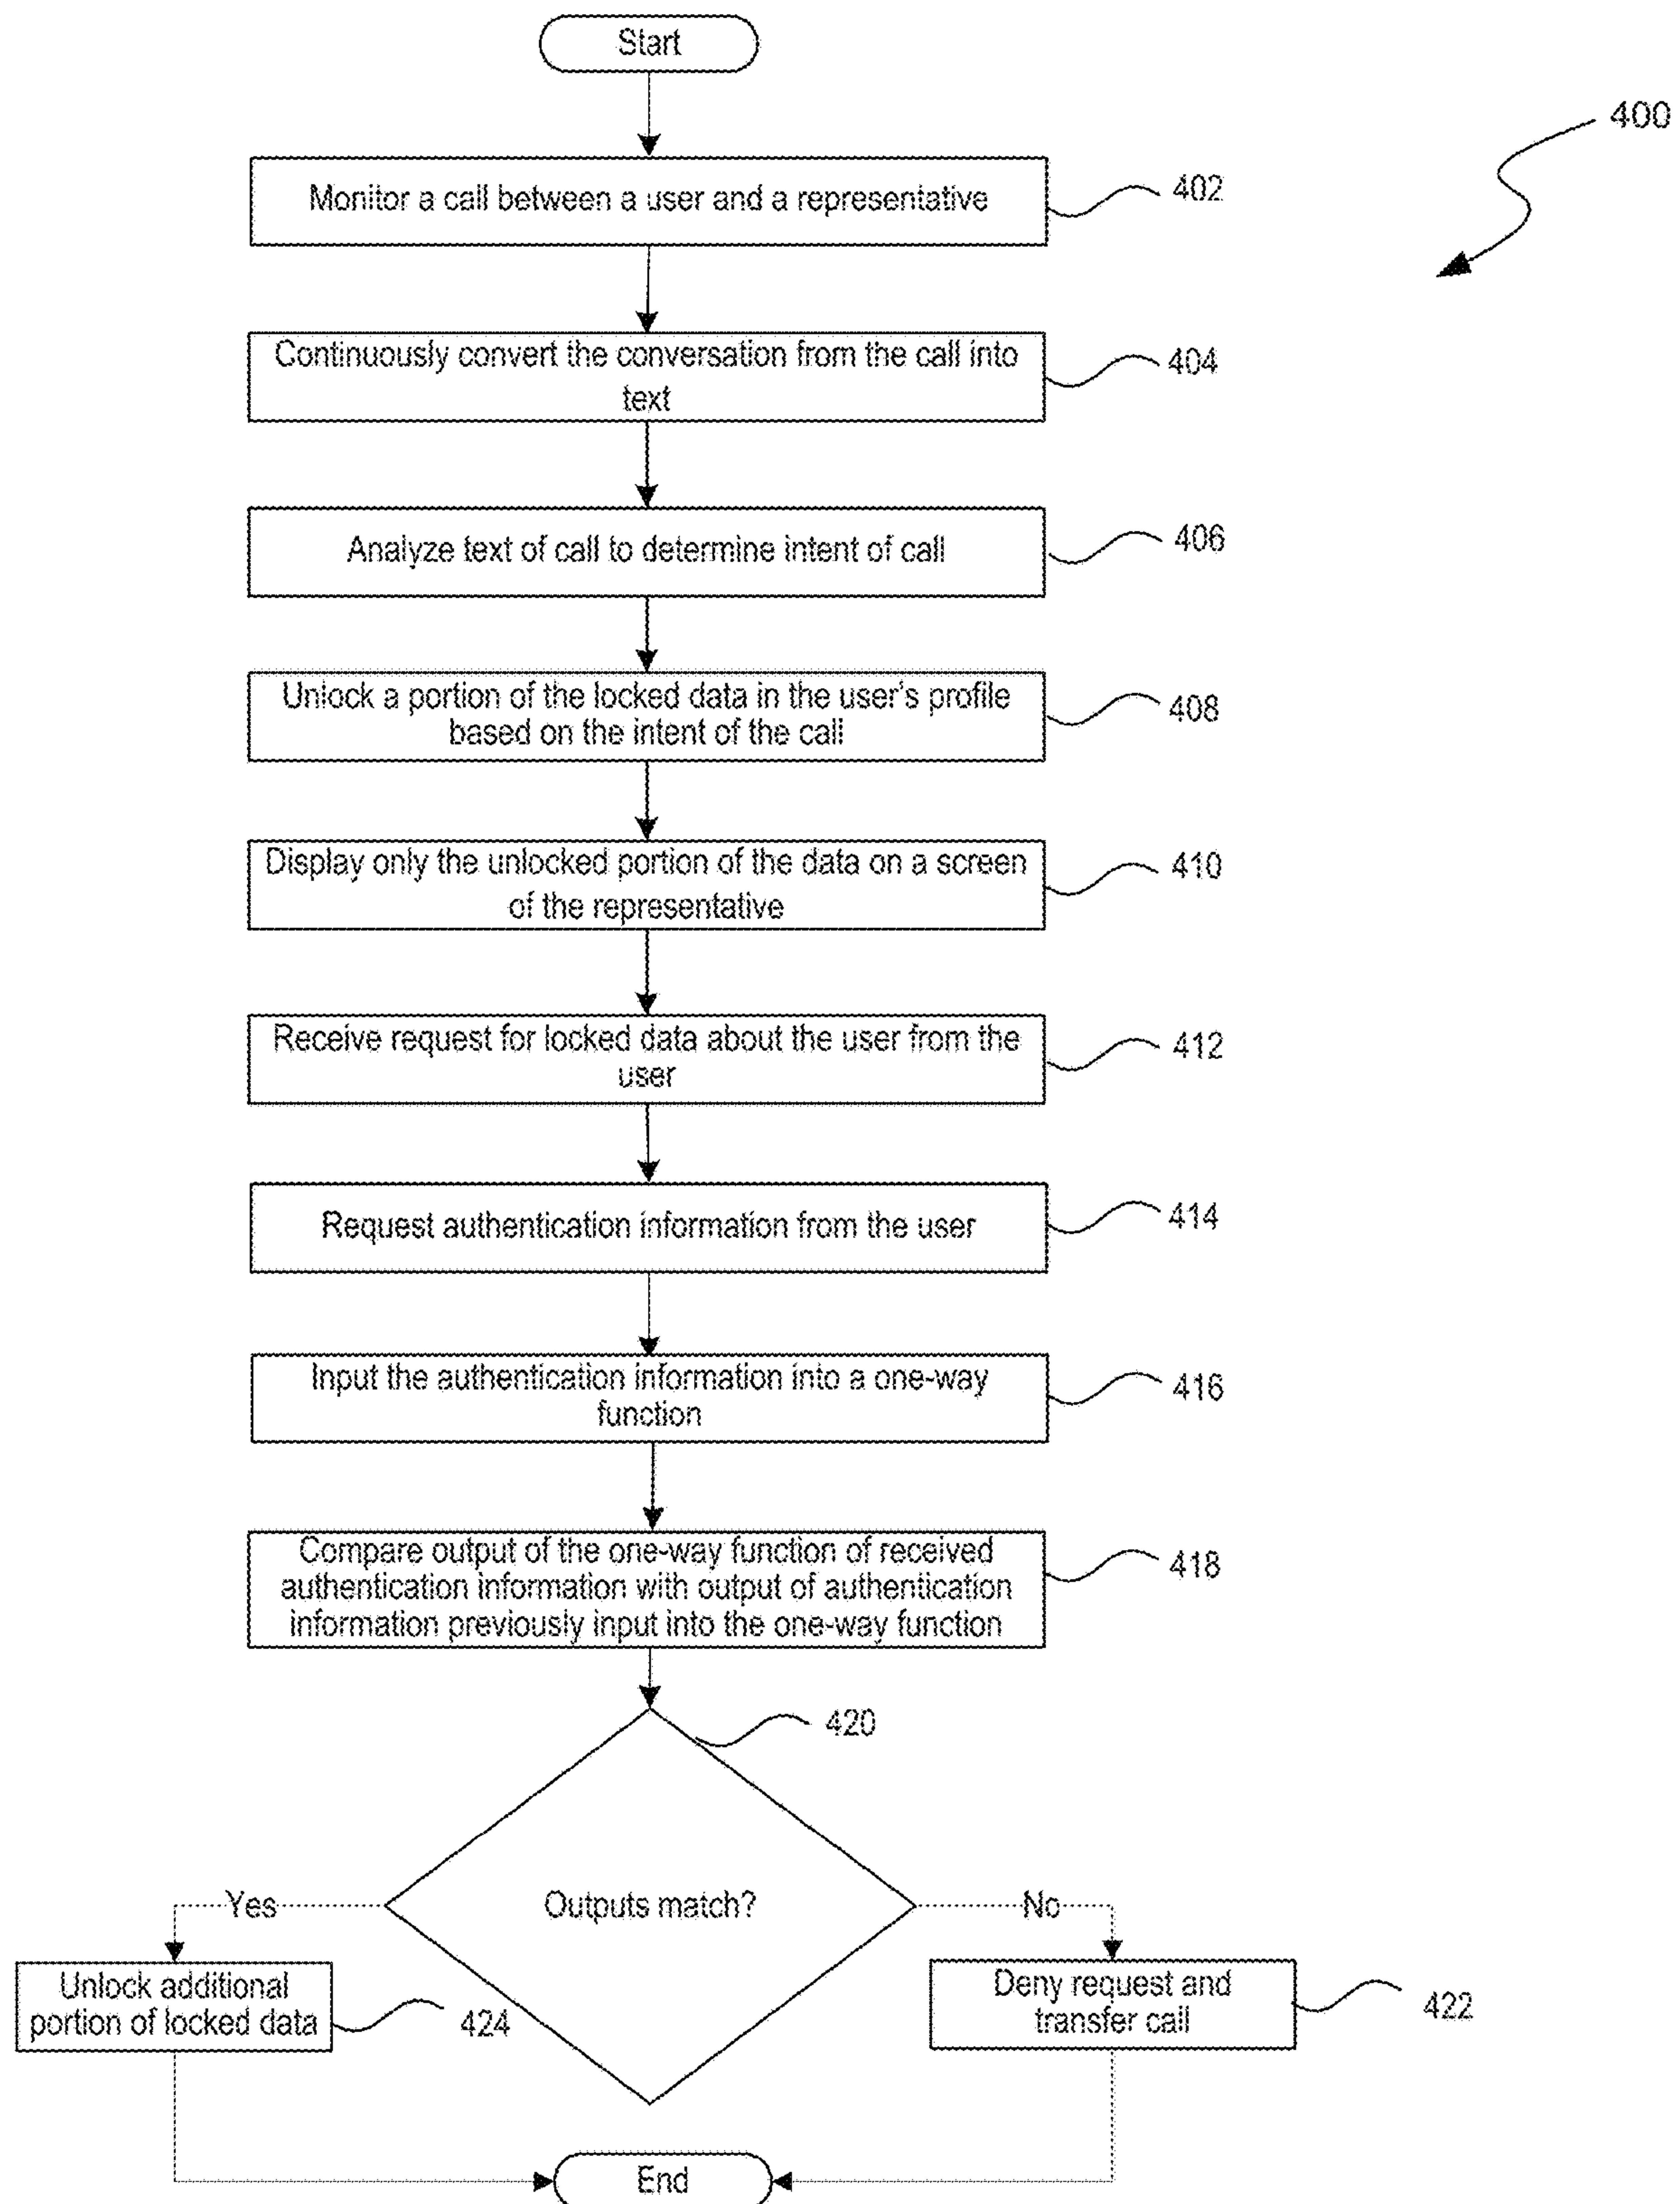 Start
400
Monitor a call between a user and a representative
402
Continuously convert the conversation from the call into
text
404
Analyze text of call to determine intent of call
406
Unlock a portion of the locked data in the user's profile
based on the intent of the call
408
Display only the unlocked portion of the data on a screen
of the representative
410
Receive request for locked data about the user from the
user
412
Request authentication information from the user
414
Input the authentication information into a one-way
function
416
Compare output of the one-way function of received
authentication information with output of authentication
information previously input into the one-way function
418
420
Outputs match?
Yes
No
Unlock additional
portion of locked data
424
Deny request and
transfer call
422
End